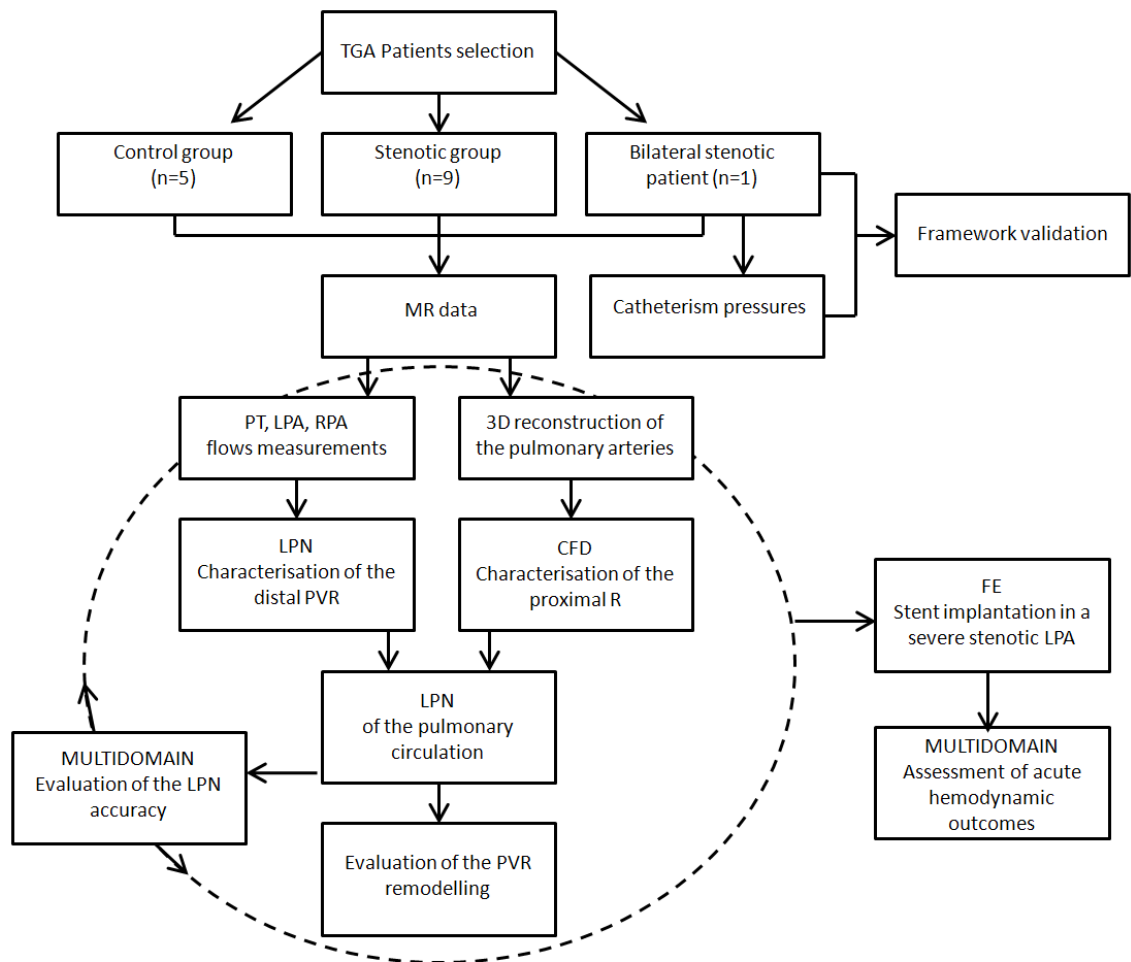 TGA Patients selection
Control group
(n=5)
Stenotic group
(n=9)
Bilateral stenotic
patient (n=1)
Framework validation
MR data
Catheterism pressures
PT, LPA, RPA
flows measurements
3D reconstruction of
the pulmonary arteries
LPN
Characterisation of the
distal PVR
CFD
Characterisation of the
proximal R
FE
Stent implantation in a
severe stenotic LPA
LPN
of the pulmonary
circulation
MULTIDOMAIN
Evaluation of the LPN
accuracy
MULTIDOMAIN
Assessment of acute
hemodynamic
outcomes
Evaluation of the PVR
remodelling